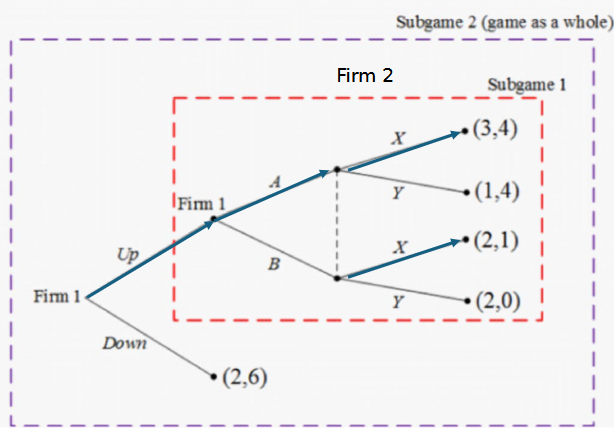 Subgame 2 (game as a whole)
Firm 2
Subgame 1
X
(3,4)
A
Y
(1,4)
Firm 1
Up
X
(2,1)
B
Firm 1
Y
(2,0)
Down
(2,6)